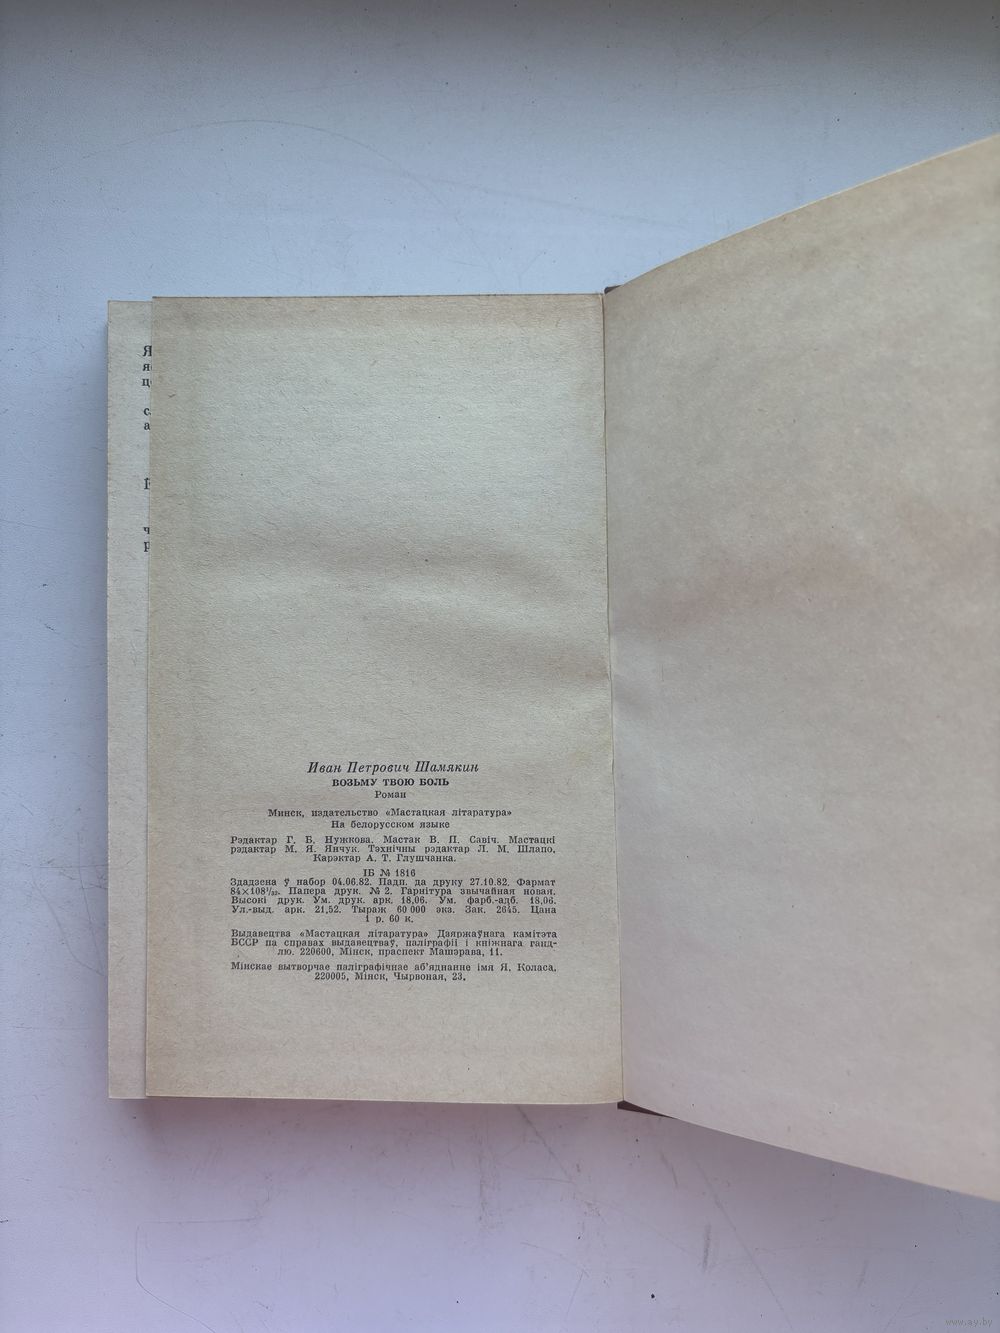 Я
я
ц
с
а
ч
р
Иван Петрович Шамякин
ВОЗЬМУ ТВОЮ БОЛЬ
Роман
Минск, издательство «Мастацкая літаратура»
На белорусском языке
Рэдактар Г. Б. Нужкова. Мастак В. П. Савіч. Мастацкі
рэдактар М. Я. Янчук. Тэхнічны рэдактар Л. М. Шлапо.
Карэктар А. Т. Глушчанка.
ІБ № 1816
Здадзена ў набор 04.06.82. Падп. да друку 27.10.82. Фармат
84×108¹/₃₂. Папера друк. № 2. Гарнітура звычайная новая.
Высокі друк. Ум. друк. арк. 18,06. Ум. фарб.-адб. 18,06.
Ул.-выд. арк. 21,52. Тыраж 60 000 экз. Зак. 2645. Цана
1 р. 60 к.
Выдавецтва «Мастацкая літаратура» Дзяржаўнага камітэта
БССР па справах выдавецтваў, паліграфіі і кніжнага ганд-
лю. 220600, Мінск, праспект Машэрава, 11.
Мінскае вытворчае паліграфічнае аб'яднанне імя Я. Коласа.
220005, Мінск, Чырвоная, 23.
www.ay.by